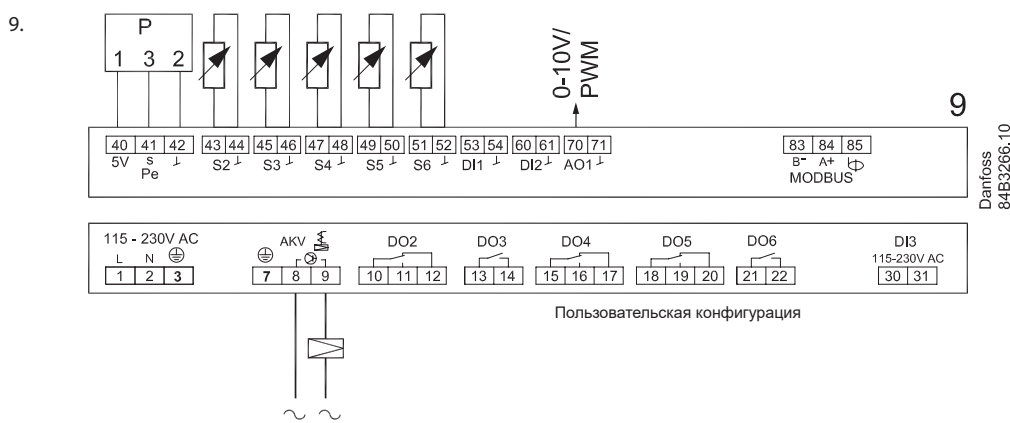 9.
P
1 3 2
0-10V/
PWM
9
40 41 42 43 44 45 46 47 48 49 50 51 52 53 54 60 61 70 71 83 84 85
5V s ⊥ S2 ⊥ S3 ⊥ S4 ⊥ S5 ⊥ S6 ⊥ DI1 ⊥ DI2 ⊥ AO1 ⊥ B- A+
Pe MODBUS
Danfoss
84B3266.10
115 - 230V AC AKV DO2 DO3 DO4 DO5 DO6 DI3
L N 115-230V AC
1 2 3 7 8 9 10 11 12 13 14 15 16 17 18 19 20 21 22 30 31
Пользовательская конфигурация